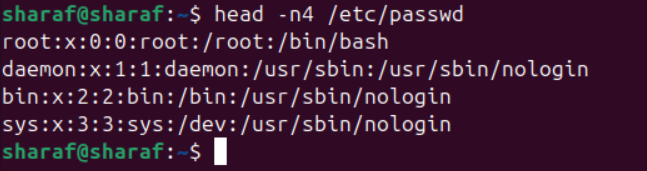 sharaf@sharaf:~$ head -n4 /etc/passwd
root:x:0:0:root:/root:/bin/bash
daemon:x:1:1:daemon:/usr/sbin:/usr/sbin/nologin
bin:x:2:2:bin:/bin:/usr/sbin/nologin
sys:x:3:3:sys:/dev:/usr/sbin/nologin
sharaf@sharaf:~$